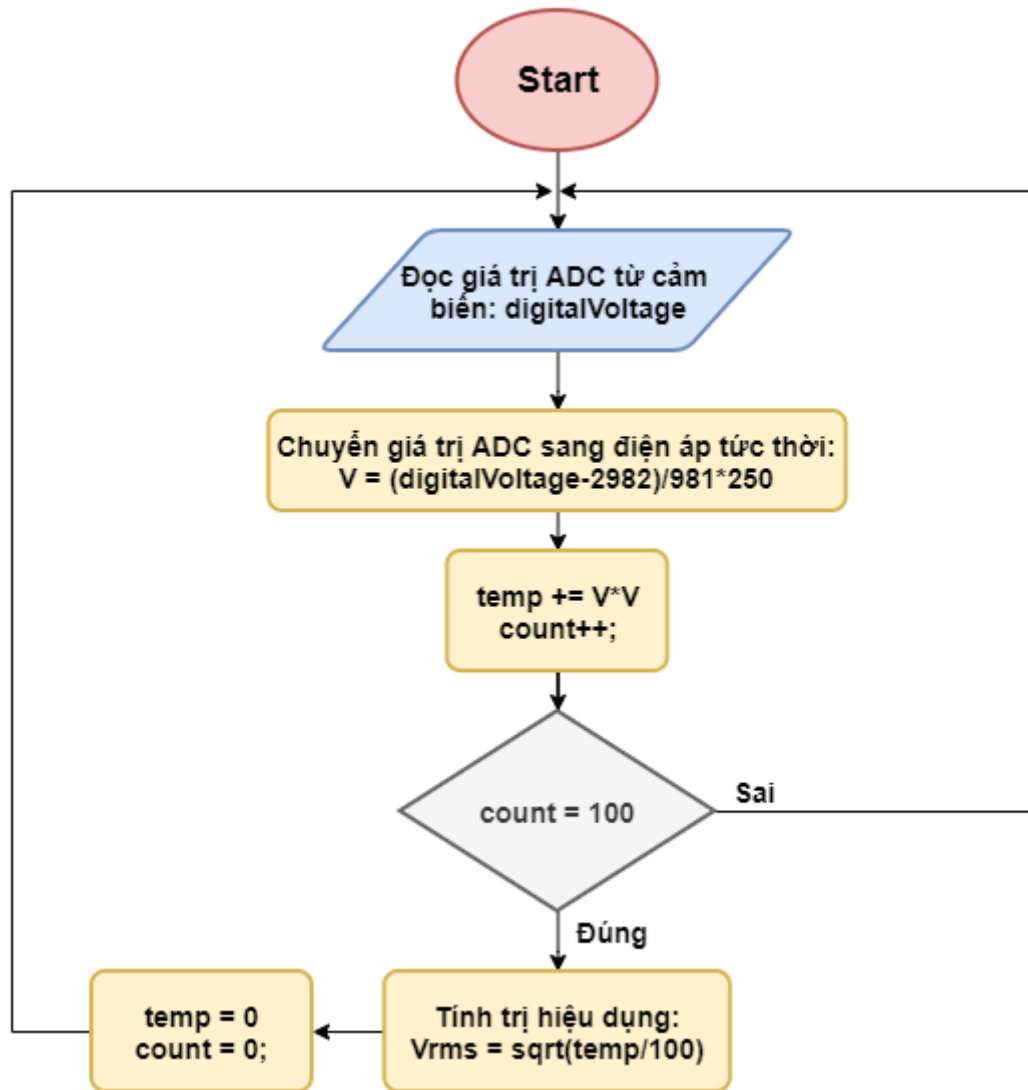 Start
Đọc giá trị ADC từ cảm
biến: digitalVoltage
Chuyển giá trị ADC sang điện áp tức thời:
V = (digitalVoltage-2982)/981*250
temp += V*V
count++;
count = 100
Sai
Đúng
Tính trị hiệu dụng:
Vrms = sqrt(temp/100)
temp = 0
count = 0;